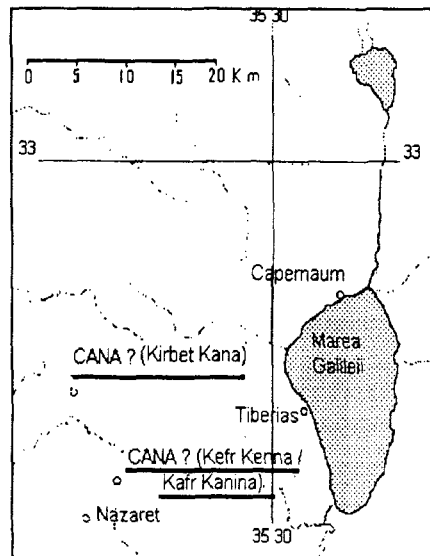 35 30
0 5 10 15 20 Km
33 33
Capernaum
Marea
Galileii
CANA ? (Kirbet Kana)
Tiberias
CANA ? (Kefr Kenna /
Kafr Kanina)
Nazaret
35 30